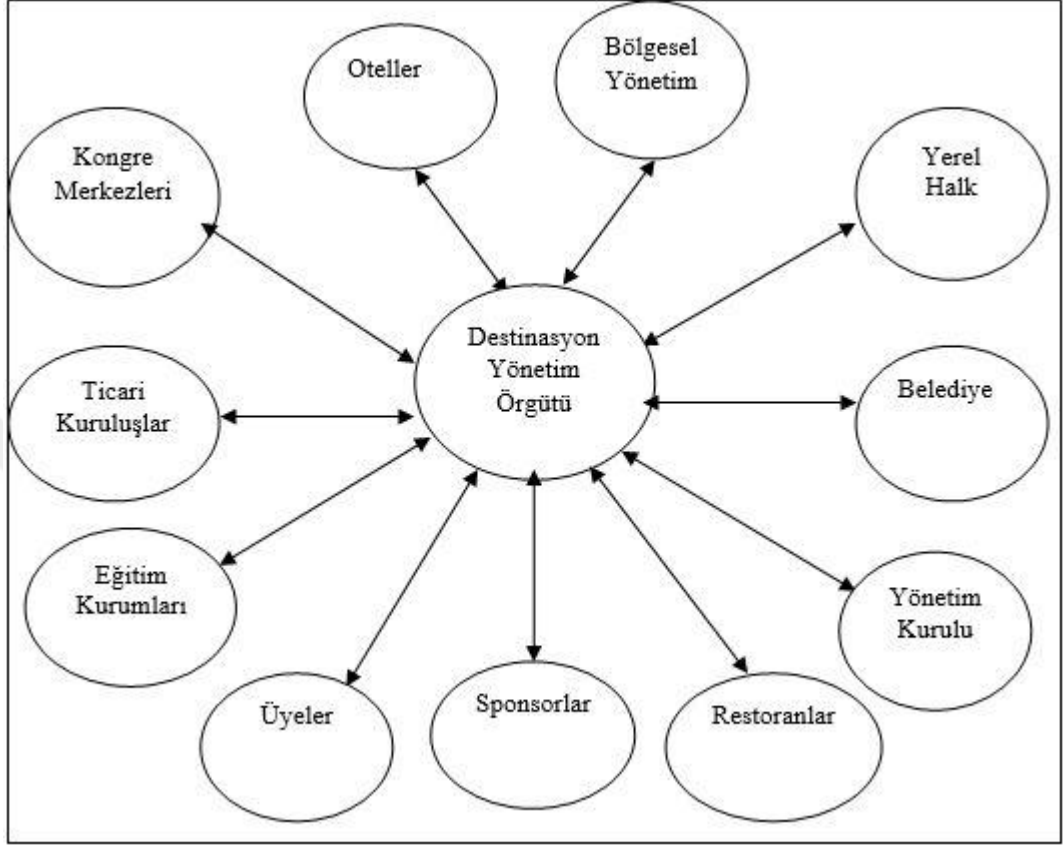 Oteller
Bölgesel
Yönetim
Kongre
Merkezleri
Yerel
Halk
Destinasyon
Yönetim
Örgütü
Ticari
Kuruluşlar
Belediye
Eğitim
Kurumları
Yönetim
Kurulu
Üyeler
Sponsorlar
Restoranlar